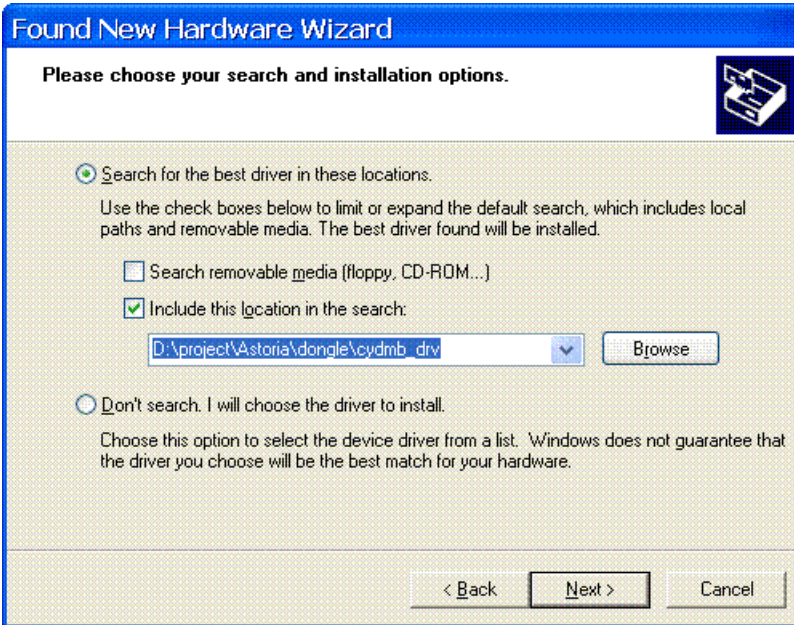 Found New Hardware Wizard
Please choose your search and installation options.
Search for the best driver in these locations.
Use the check boxes below to limit or expand the default search, which includes local
paths and removable media. The best driver found will be installed.
Search removable media (floppy, CD-ROM...)
Include this location in the search:
D:\project\Astoria\dongle\cydmb_drv
Browse
Don't search. I will choose the driver to install.
Choose this option to select the device driver from a list. Windows does not guarantee that
the driver you choose will be the best match for your hardware.
< Back
Next >
Cancel